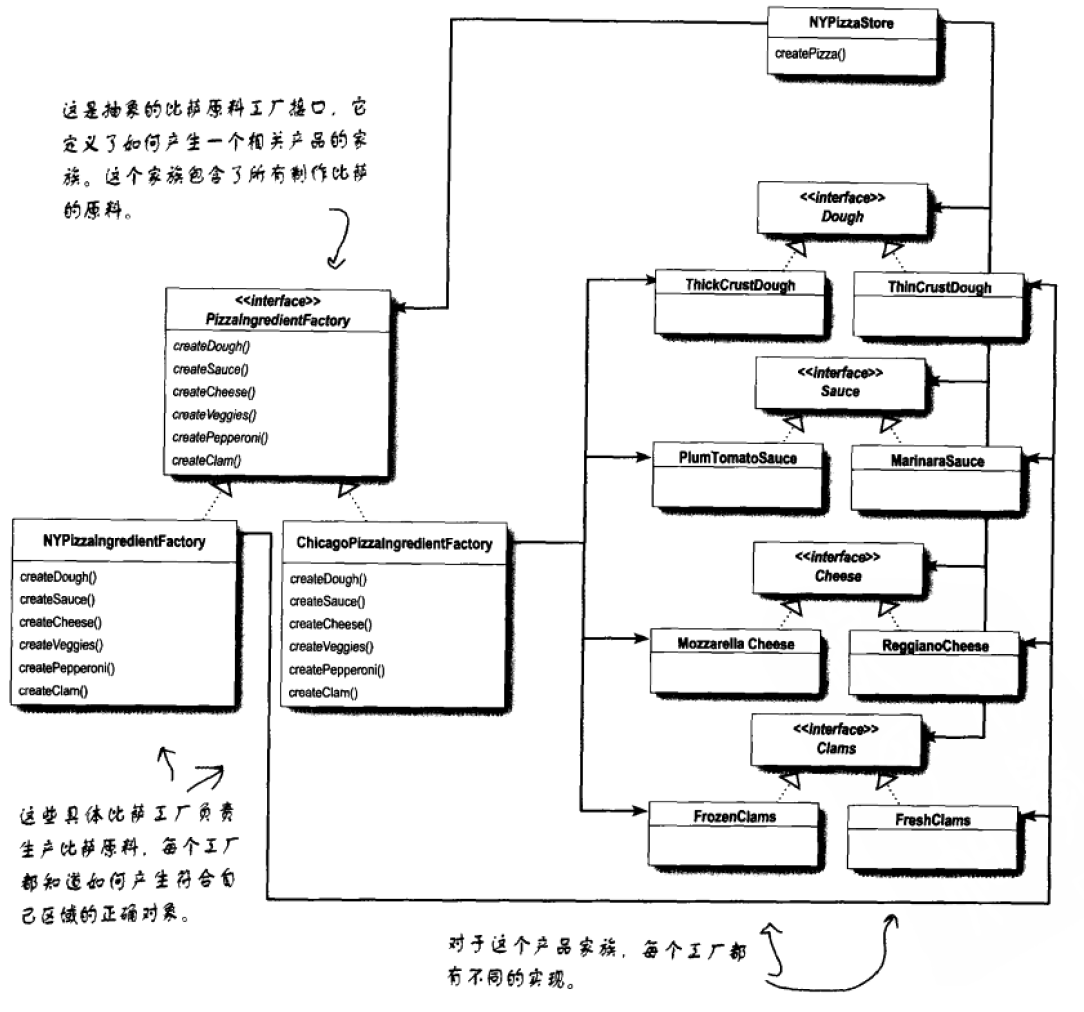 NYPizzaStore
createPizza()
这是抽象的比萨原料工厂接口，它
定义了如何产生一个相关产品的家
族。这个家族包含了所有制作比萨
的原料。
<<interface>>
Dough
ThickCrustDough
ThinCrustDough
<<interface>>
PizzaIngredientFactory
createDough()
createSauce()
createCheese()
createVeggies()
createPepperoni()
createClam()
<<interface>>
Sauce
PlumTomatoSauce
MarinaraSauce
NYPizzaIngredientFactory
createDough()
createSauce()
createCheese()
createVeggies()
createPepperoni()
createClam()
ChicagoPizzaIngredientFactory
createDough()
createSauce()
createCheese()
createVeggies()
createPepperoni()
createClam()
<<interface>>
Cheese
Mozzarella Cheese
ReggianoCheese
<<interface>>
Clams
FrozenClams
FreshClams
这些具体比萨工厂负责
生产比萨原料，每个工厂
都知道如何产生符合自
己区域的正确对象。
对于这个产品家族，每个工厂都
有不同的实现。